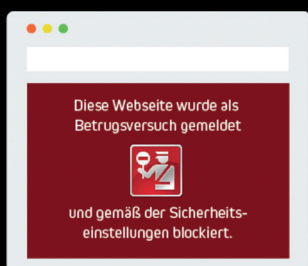 Diese Webseite wurde als
Betrugsversuch gemeldet
und gemäß der Sicherheits-
einstellungen blockiert.